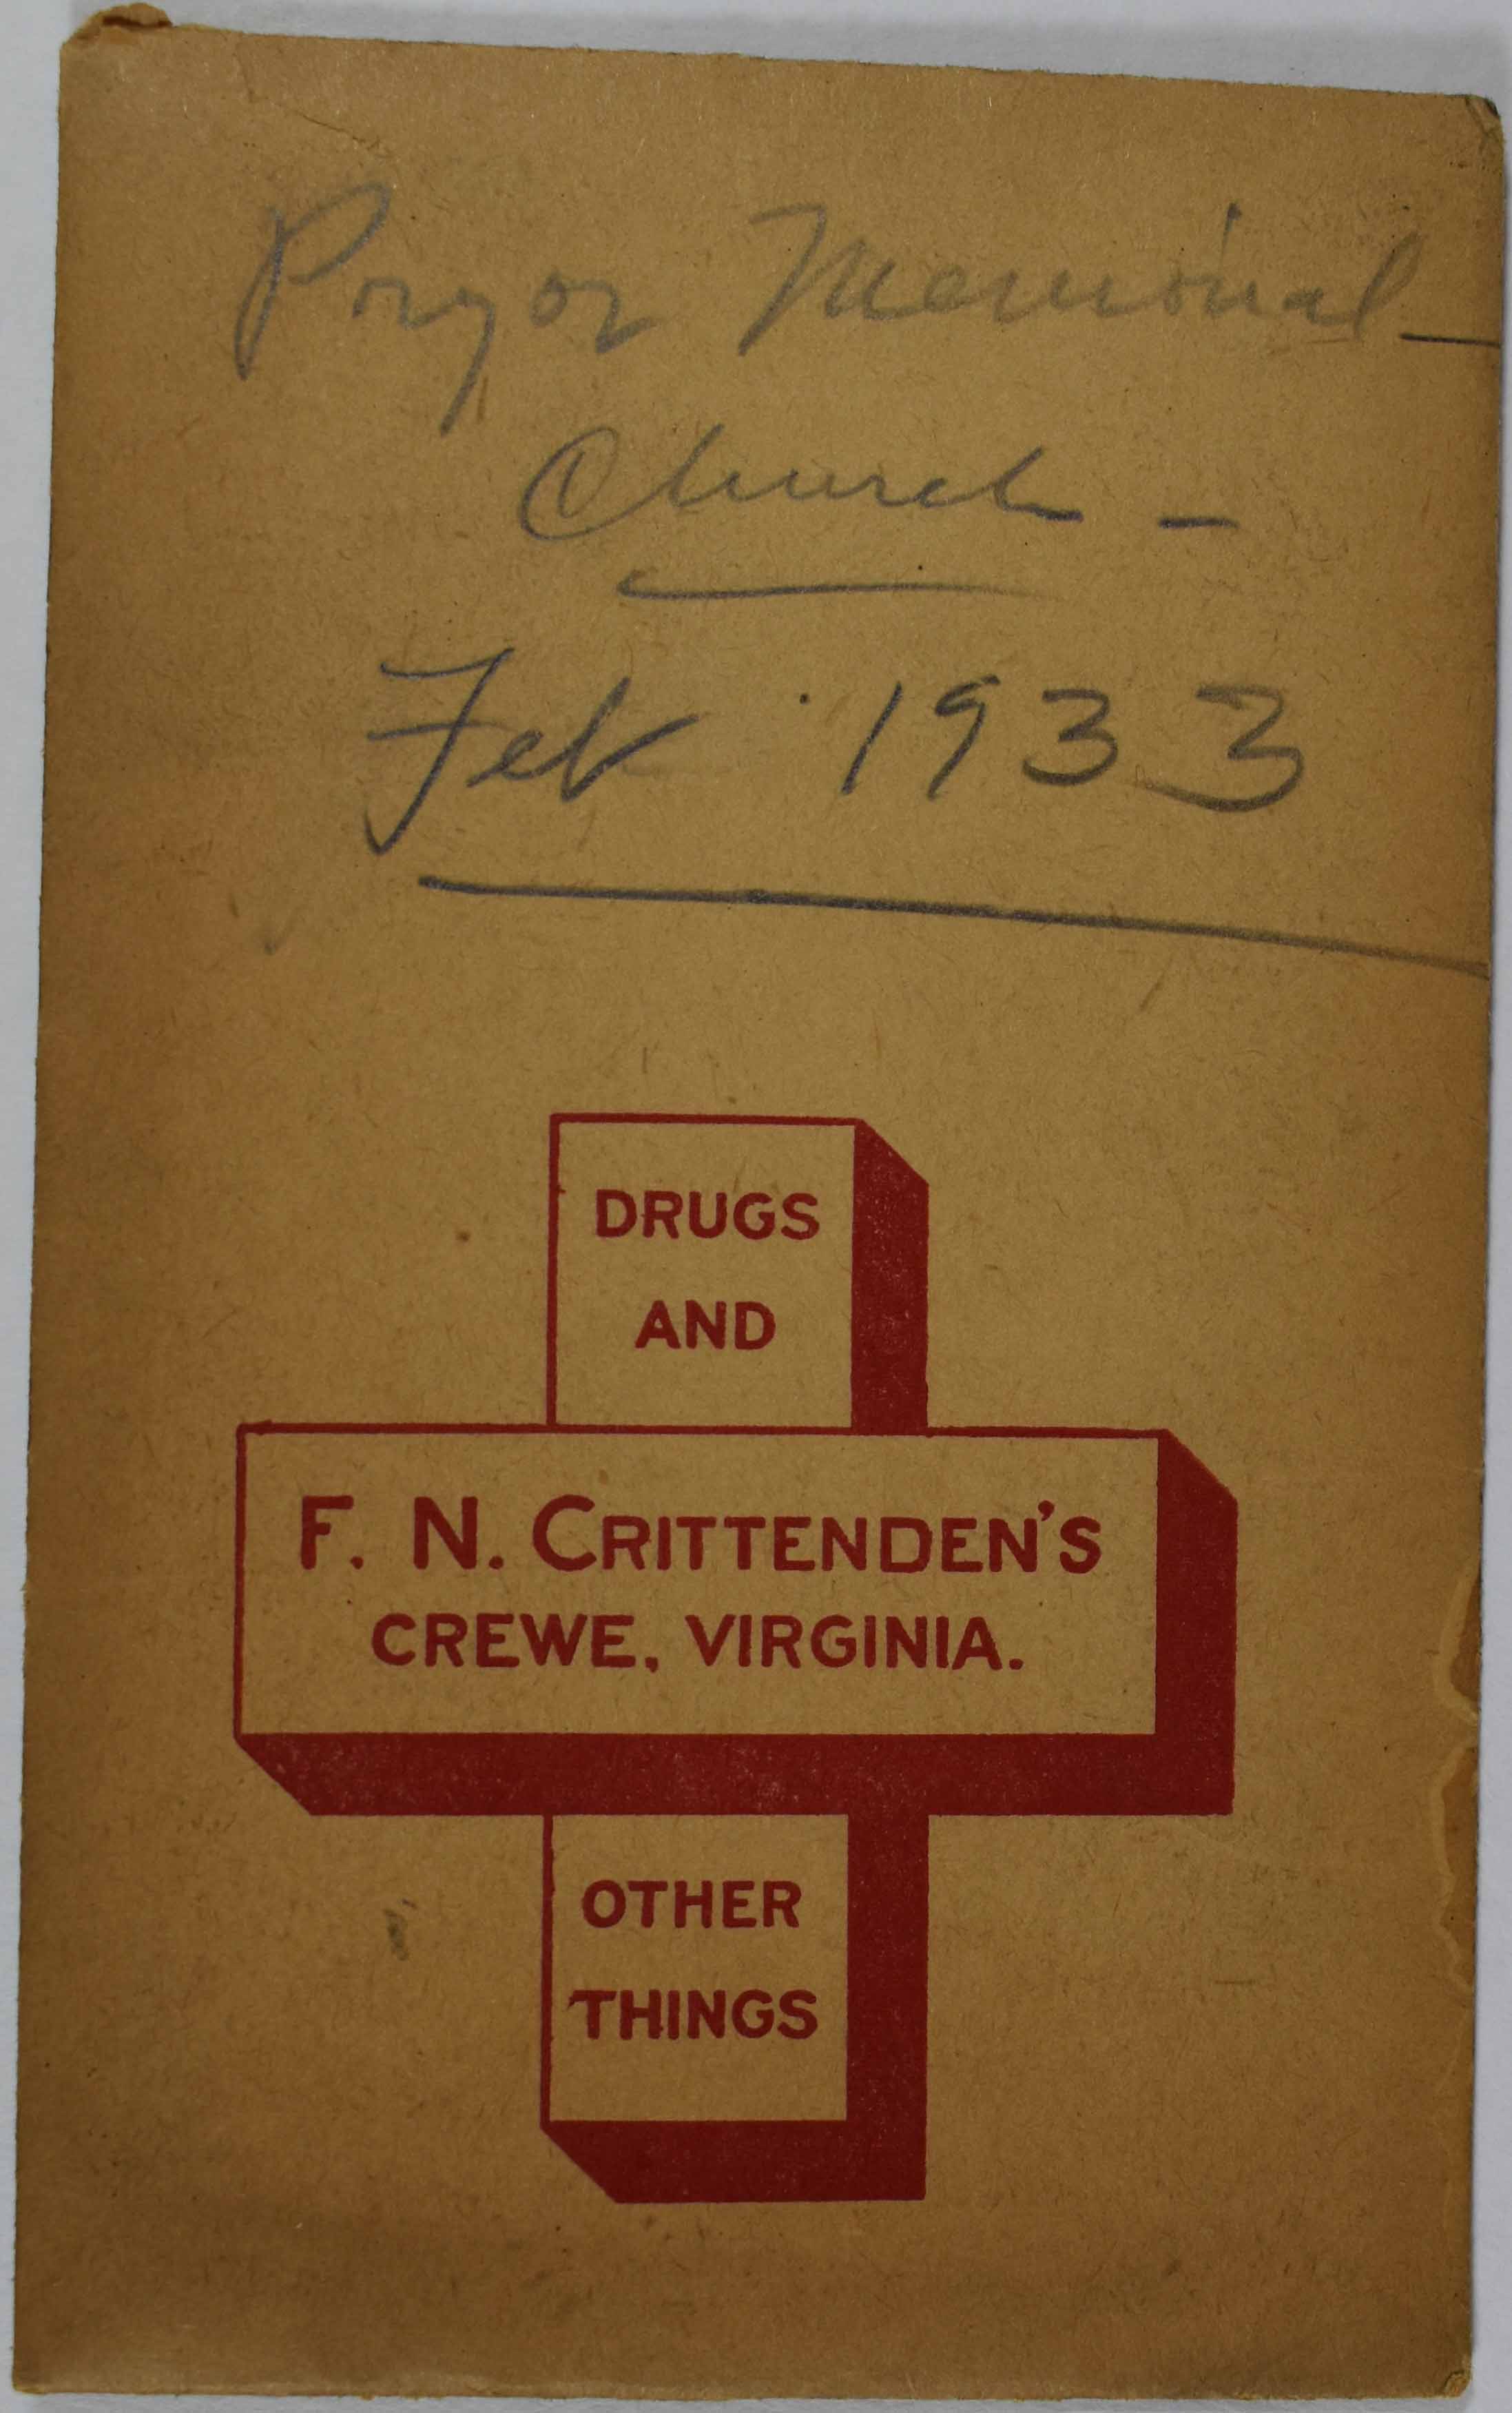 Pryor Memorial –
Church –
Feb 1933
DRUGS
AND
F. N. CRITTENDEN'S
CREWE, VIRGINIA.
OTHER
THINGS